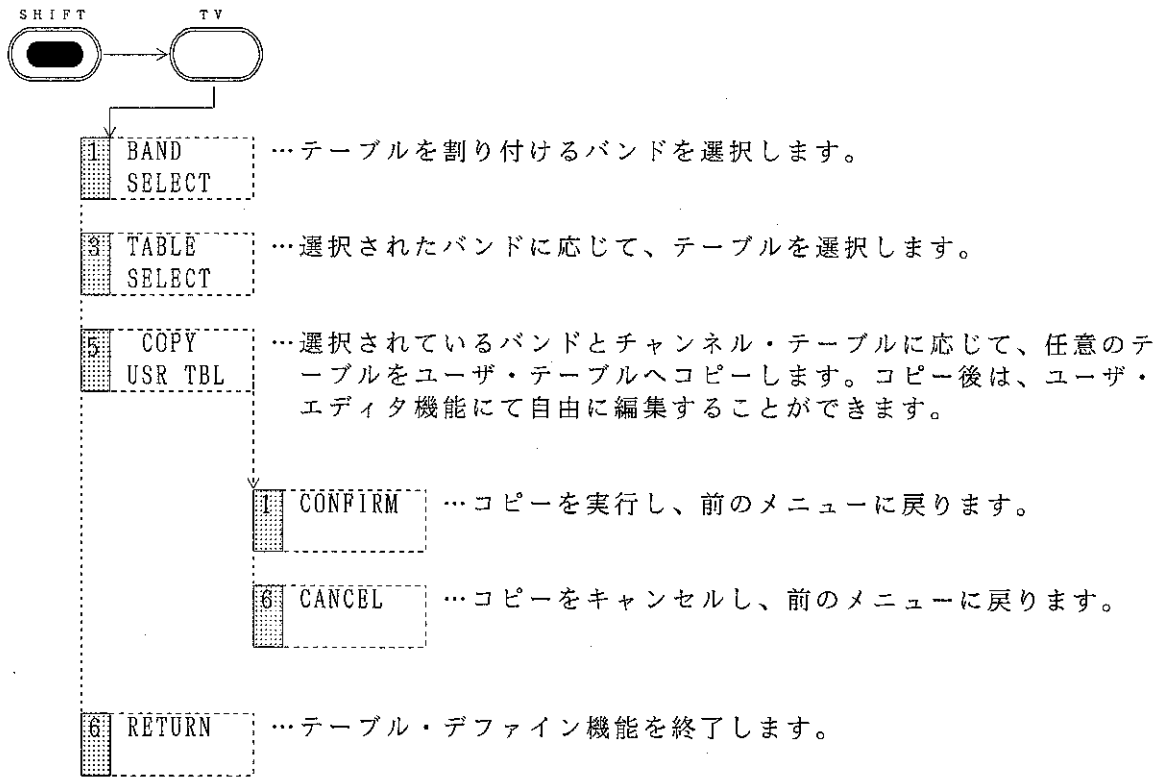 SHIFT TV
1 BAND …テーブルを割り付けるバンドを選択します。
SELECT
3 TABLE …選択されたバンドに応じて、テーブルを選択します。
SELECT
5 COPY …選択されているバンドとチャンネル・テーブルに応じて、任意のテ
USR TBL ーブルをユーザ・テーブルへコピーします。コピー後は、ユーザ・
エディタ機能にて自由に編集することができます。
1 CONFIRM …コピーを実行し、前のメニューに戻ります。
6 CANCEL …コピーをキャンセルし、前のメニューに戻ります。
6 RETURN …テーブル・デファイン機能を終了します。